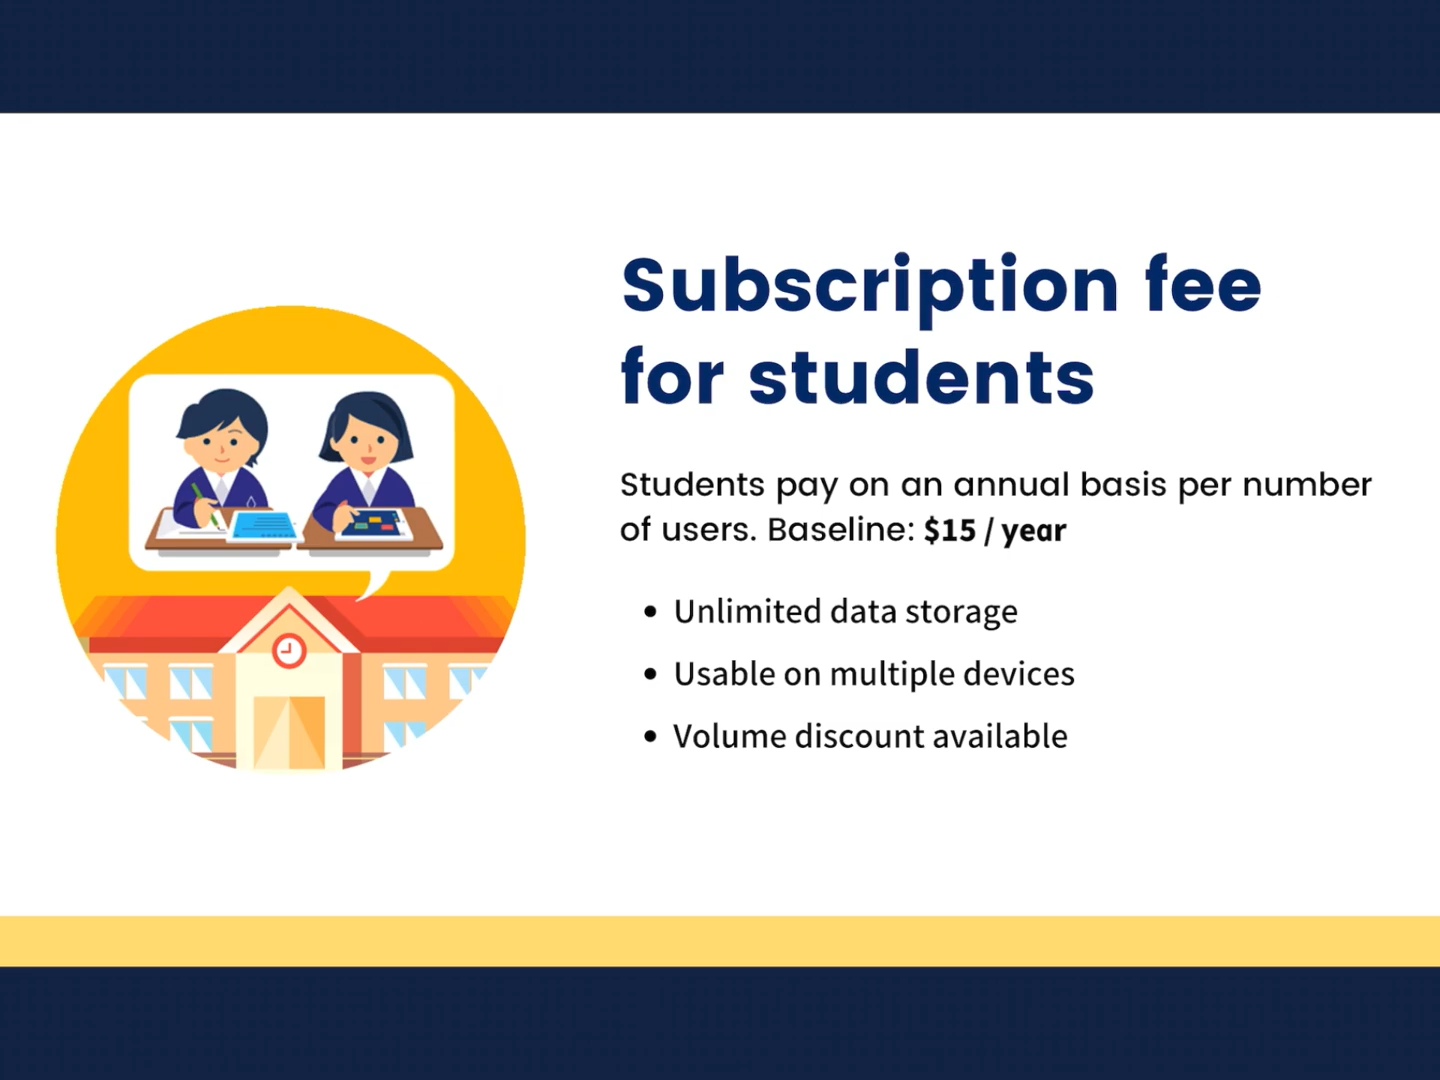 Subscription fee
for students
Students pay on an annual basis per number
of users. Baseline: $15 / year
• Unlimited data storage
• Usable on multiple devices
• Volume discount available